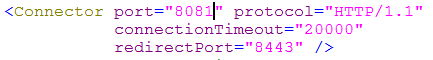 <Connector port="8081" protocol="HTTP/1.1"
connectionTimeout="20000"
redirectPort="8443" />